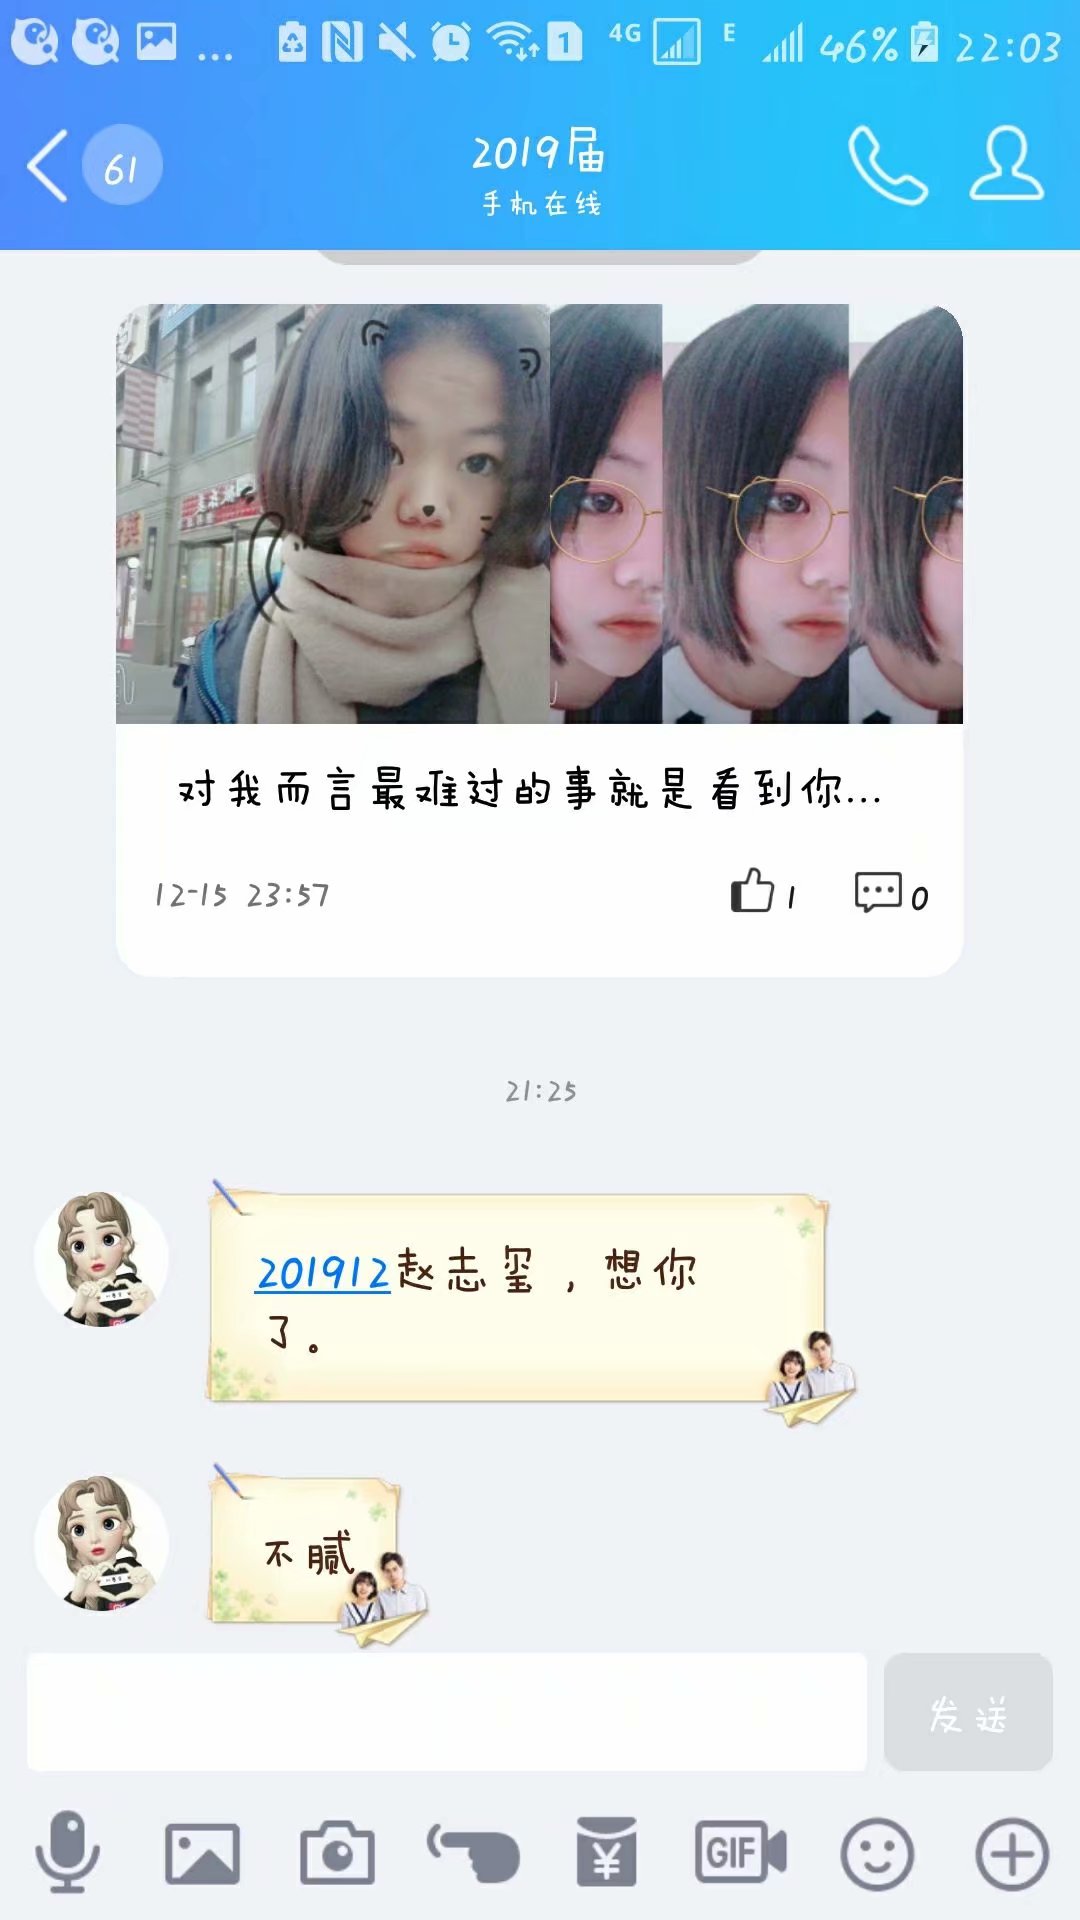 ... 1 4G E 46% 22:03
61
2019届
手机在线
对我而言最难过的事就是看到你...
12-15 23:57
1
0
21:25
201912赵志玺，想你
了。
不腻
发送
GIF